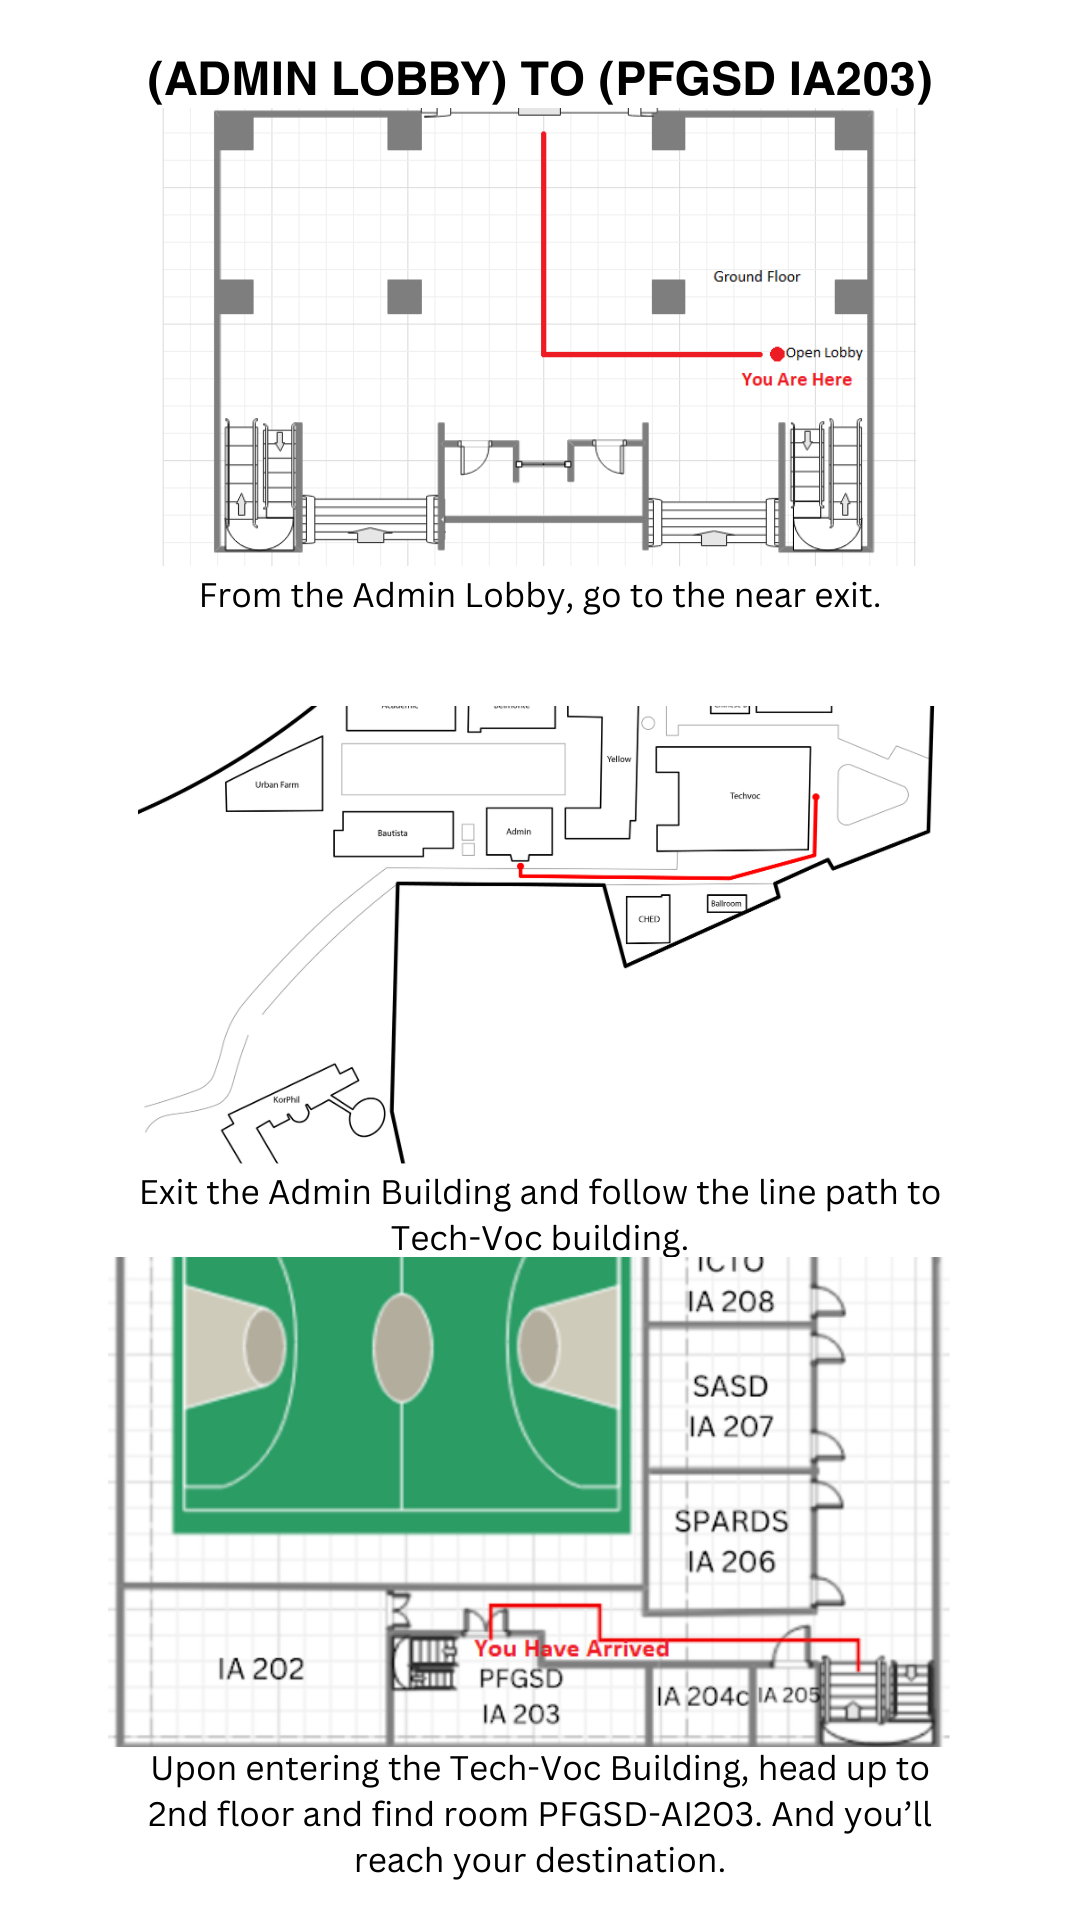 (ADMIN LOBBY) TO (PFGSD IA203)
Ground Floor
Open Lobby
You Are Here
From the Admin Lobby, go to the near exit.
Academic
Belmonte
Yellow
Urban Farm
Techvoc
Bautista
Admin
CHED
Ballroom
KorPhil
Exit the Admin Building and follow the line path to
Tech-Voc building.
ICTO
IA 208
SASD
IA 207
SPARDS
IA 206
You Have Arrived
IA 202
PFGSD
IA 203
IA 204c
IA 205
Upon entering the Tech-Voc Building, head up to
2nd floor and find room PFGSD-AI203. And you’ll
reach your destination.